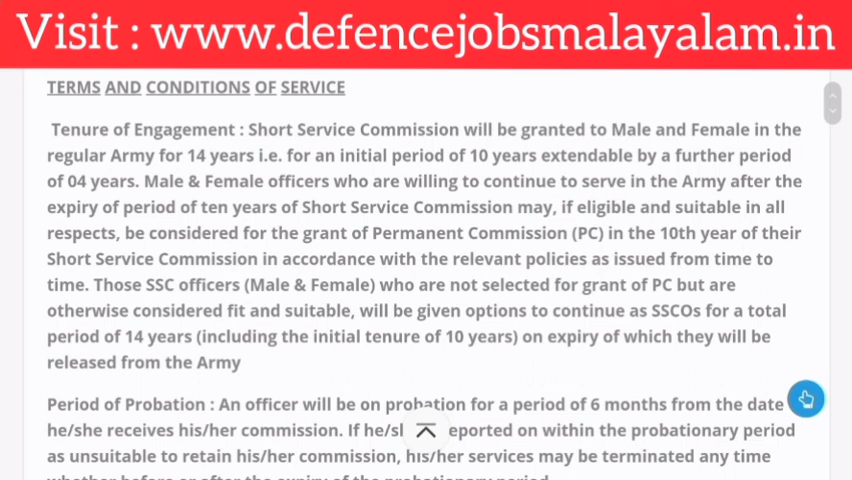 Visit : www.defencejobsmalayalam.in
TERMS AND CONDITIONS OF SERVICE
Tenure of Engagement : Short Service Commission will be granted to Male and Female in the
regular Army for 14 years i.e. for an initial period of 10 years extendable by a further period
of 04 years. Male & Female officers who are willing to continue to serve in the Army after the
expiry of period of ten years of Short Service Commission may, if eligible and suitable in all
respects, be considered for the grant of Permanent Commission (PC) in the 10th year of their
Short Service Commission in accordance with the relevant policies as issued from time to
time. Those SSC officers (Male & Female) who are not selected for grant of PC but are
otherwise considered fit and suitable, will be given options to continue as SSCOs for a total
period of 14 years (including the initial tenure of 10 years) on expiry of which they will be
released from the Army
Period of Probation : An officer will be on probation for a period of 6 months from the date
he/she receives his/her commission. If reported on within the probationary period
as unsuitable to retain his/her commission, his/her services may be terminated any time
whether before or after the expiry of the probationary period